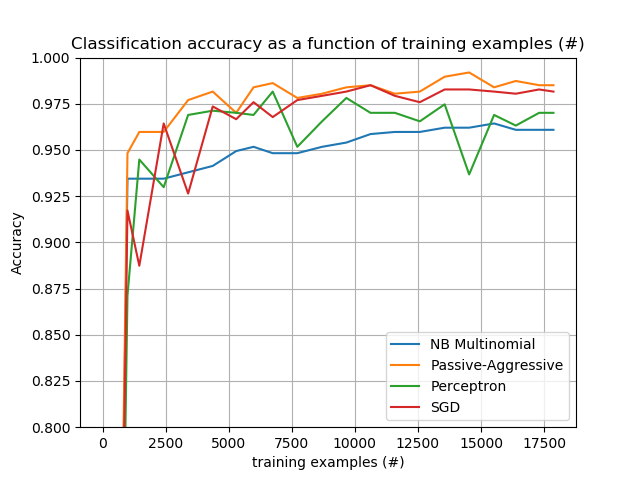 Classification accuracy as a function of training examples (#)
1.000
0.975
0.950
0.925
0.900
0.875
0.850
0.825
0.800
Accuracy
NB Multinomial
Passive-Aggressive
Perceptron
SGD
0 2500 5000 7500 10000 12500 15000 17500
training examples (#)